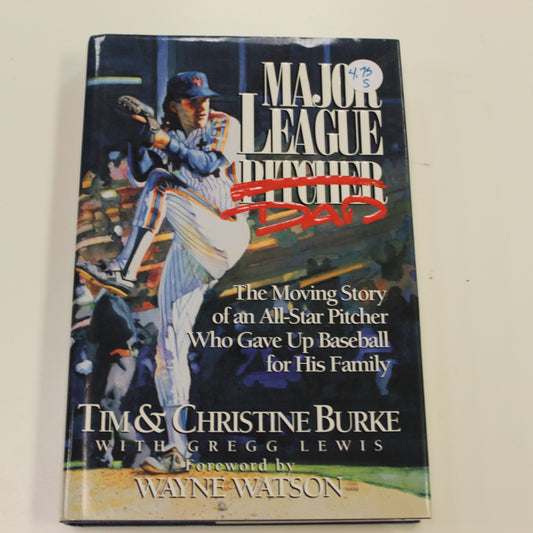 MAJOR
4.75
S
LEAGUE
PITCHER
DAD
The Moving Story
of an All-Star Pitcher
Who Gave Up Baseball
for His Family
TIM & CHRISTINE BURKE
WITH GREGG LEWIS
Foreword by
WAYNE WATSON